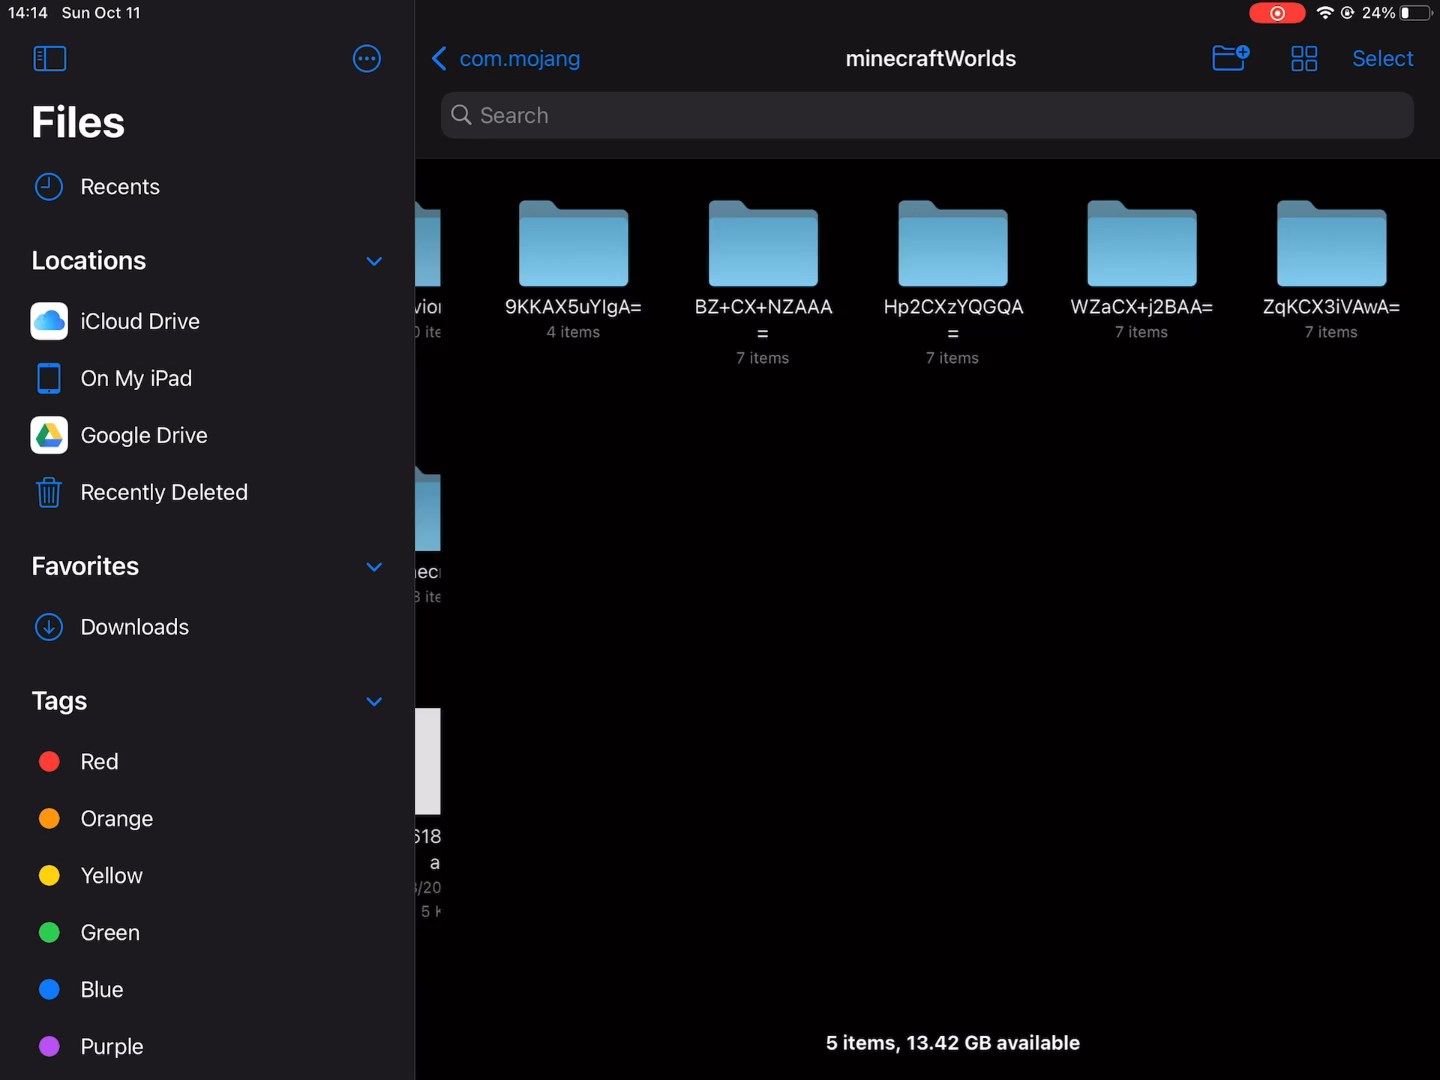 14:14 Sun Oct 11
24%
Files
Recents
Locations
iCloud Drive
On My iPad
Google Drive
Recently Deleted
Favorites
Downloads
Tags
Red
Orange
Yellow
Green
Blue
Purple
com.mojang
minecraftWorlds
Select
Search
9KKAX5uYIgA=
4 items
BZ+CX+NZAAA
=
7 items
Hp2CXzYQGQA
=
7 items
WZaCX+j2BAA=
7 items
ZqKCX3iVAwA=
7 items
5 items, 13.42 GB available